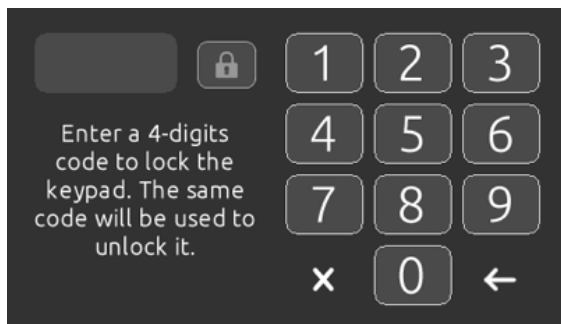 1 2 3
4 5 6
7 8 9
0
Enter a 4-digits
code to lock the
keypad. The same
code will be used to
unlock it.